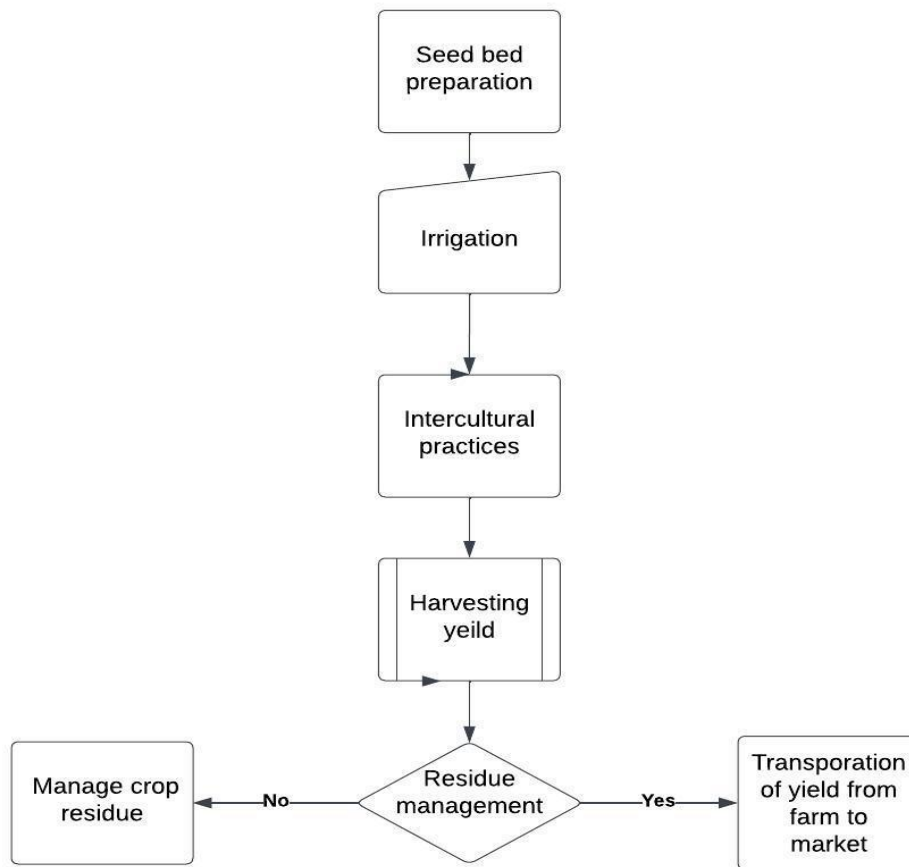 Seed bed
preparation
Irrigation
Intercultural
practices
Harvesting
yeild
Residue
management
No
Yes
Manage crop
residue
Transporation
of yield from
farm to
market